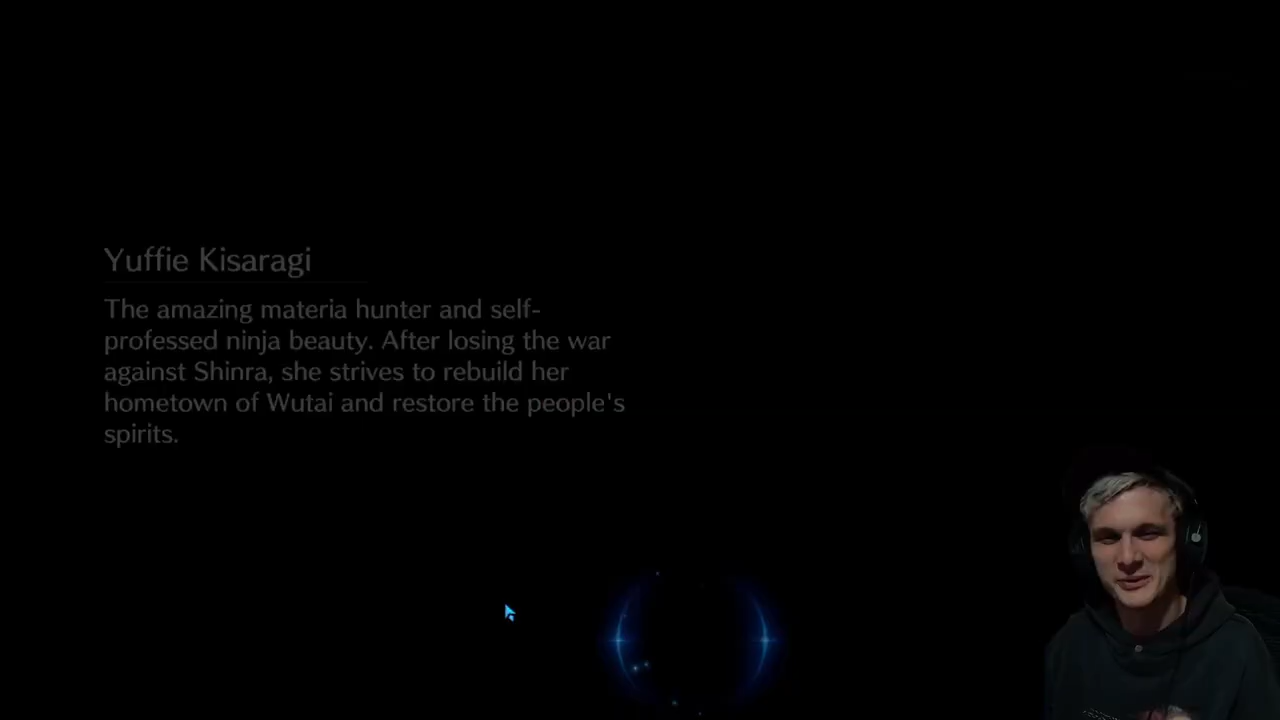 Yuffie Kisaragi
The amazing materia hunter and self-
professed ninja beauty. After losing the war
against Shinra, she strives to rebuild her
hometown of Wutai and restore the people's
spirits.